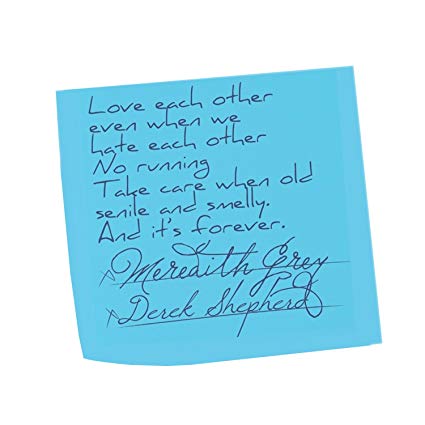 Love each other
even when we
hate each other
No running
Take care when old
senile and smelly.
And it's forever.
x Meredith Grey
x Derek Shepherd